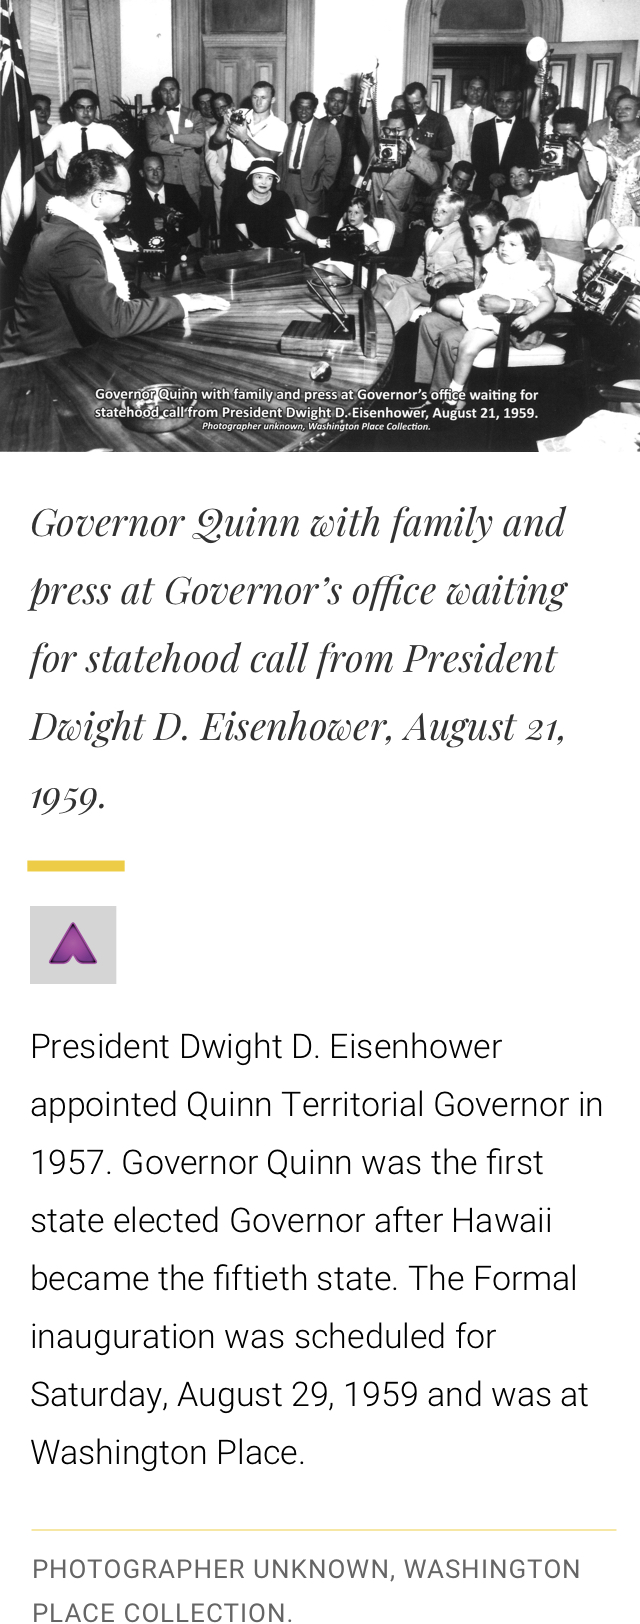 Governor Quinn with family and press at Governor's office waiting for
statehood call from President Dwight D. Eisenhower, August 21, 1959.
Photographer unknown, Washington Place Collection.
Governor Quinn with family and
press at Governor's office waiting
for statehood call from President
Dwight D. Eisenhower, August 21,
1959.
President Dwight D. Eisenhower
appointed Quinn Territorial Governor in
1957. Governor Quinn was the first
state elected Governor after Hawaii
became the fiftieth state. The Formal
inauguration was scheduled for
Saturday, August 29, 1959 and was at
Washington Place.
PHOTOGRAPHER UNKNOWN, WASHINGTON
PLACE COLLECTION.